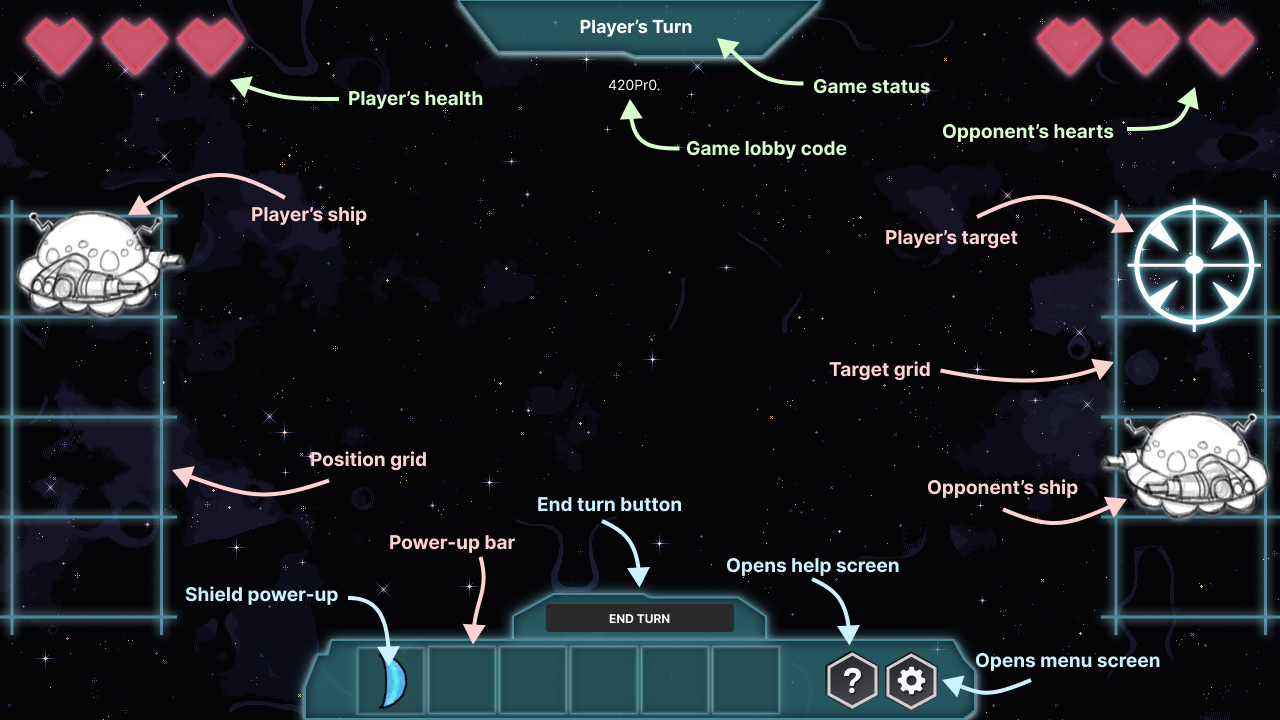 Player's Turn
420Pr0.
Game status
Player's health
Opponent's hearts
Game lobby code
Player's ship
Player's target
Target grid
Position grid
Opponent's ship
End turn button
Power-up bar
Opens help screen
Shield power-up
END TURN
Opens menu screen
?